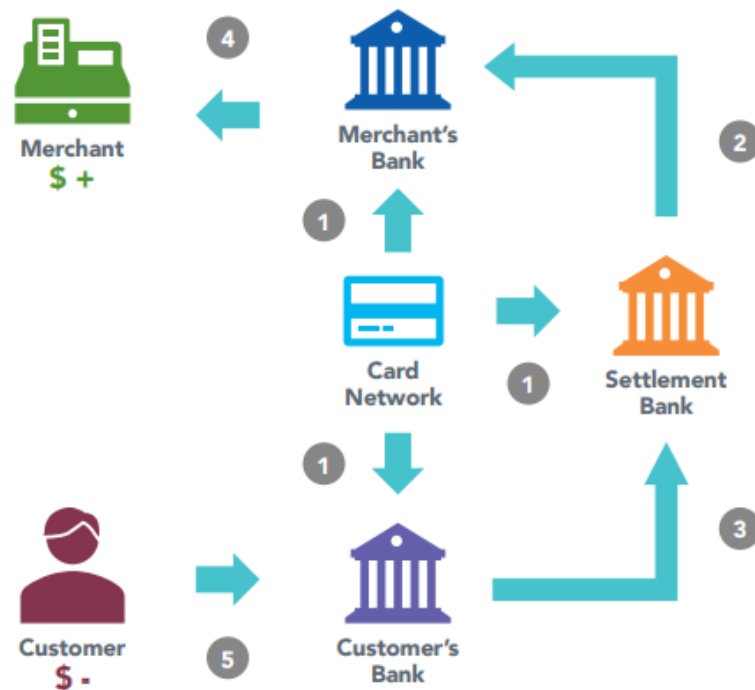 4
Merchant
$ +
Merchant's
Bank
2
1
Card
Network
1
Settlement
Bank
1
3
Customer
$ -
5
Customer's
Bank